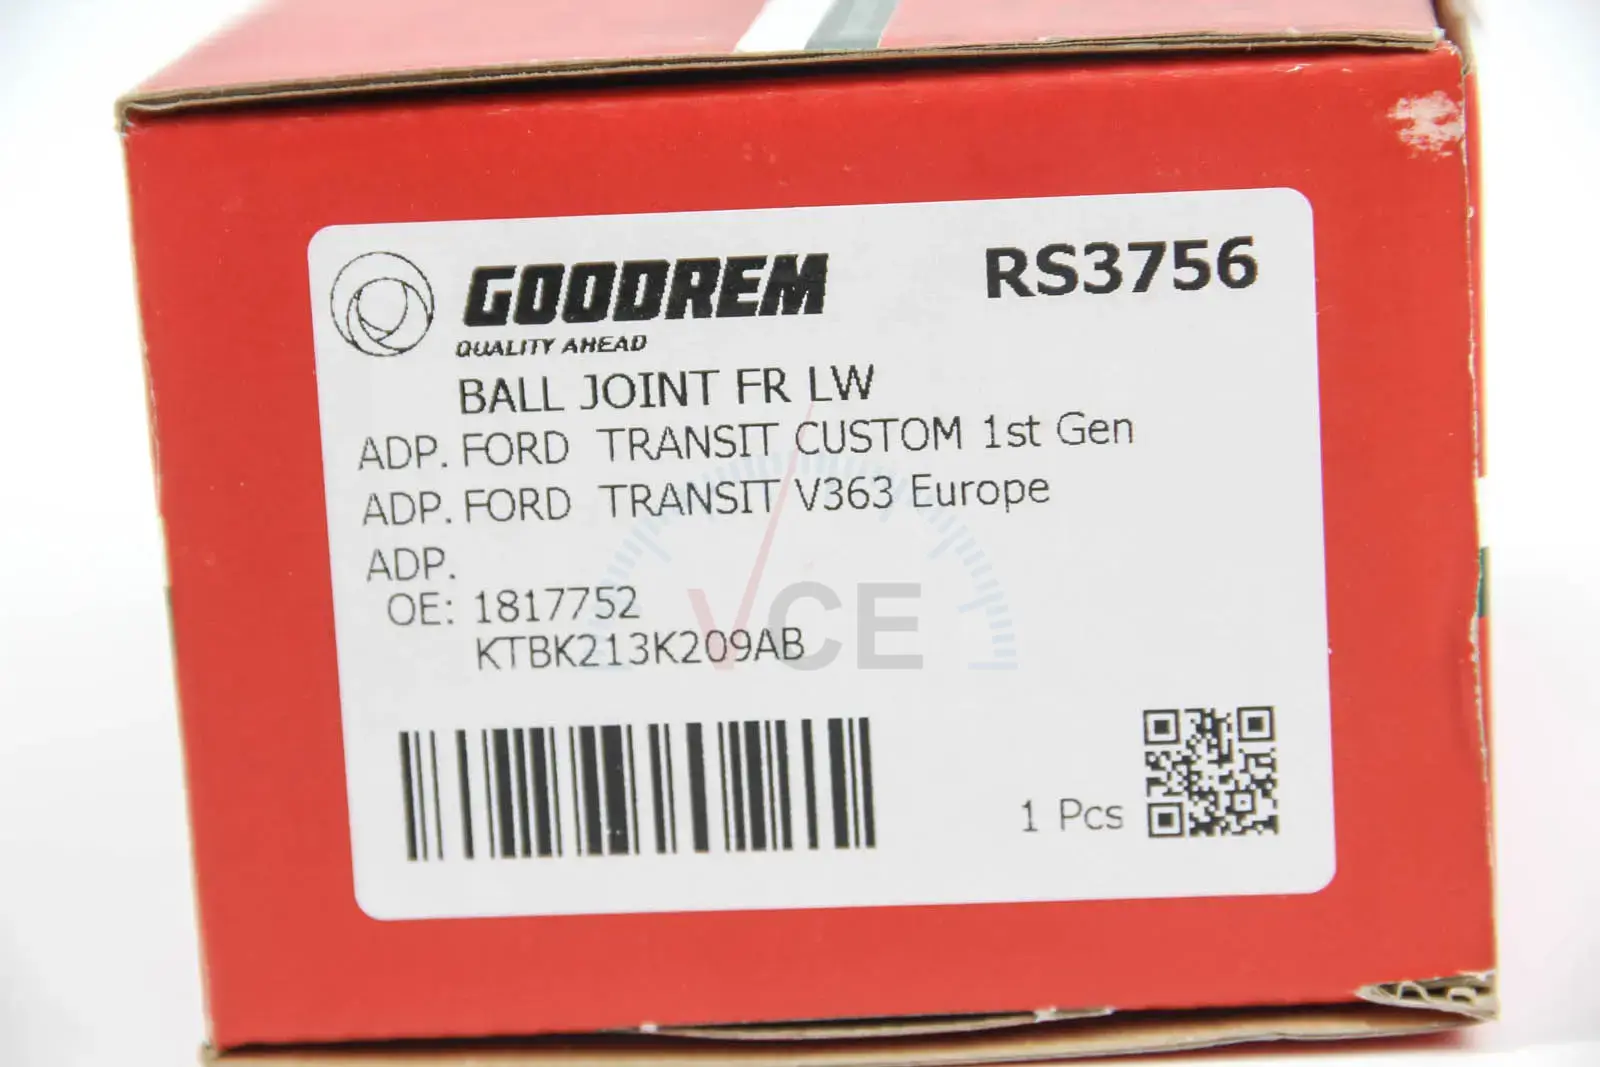 GOODREM
RS3756
QUALITY AHEAD
BALL JOINT FR LW
ADP. FORD TRANSIT CUSTOM 1st Gen
ADP. FORD TRANSIT V363 Europe
ADP.
OE: 1817752
KTBK213K209AB
VCE
1 Pcs